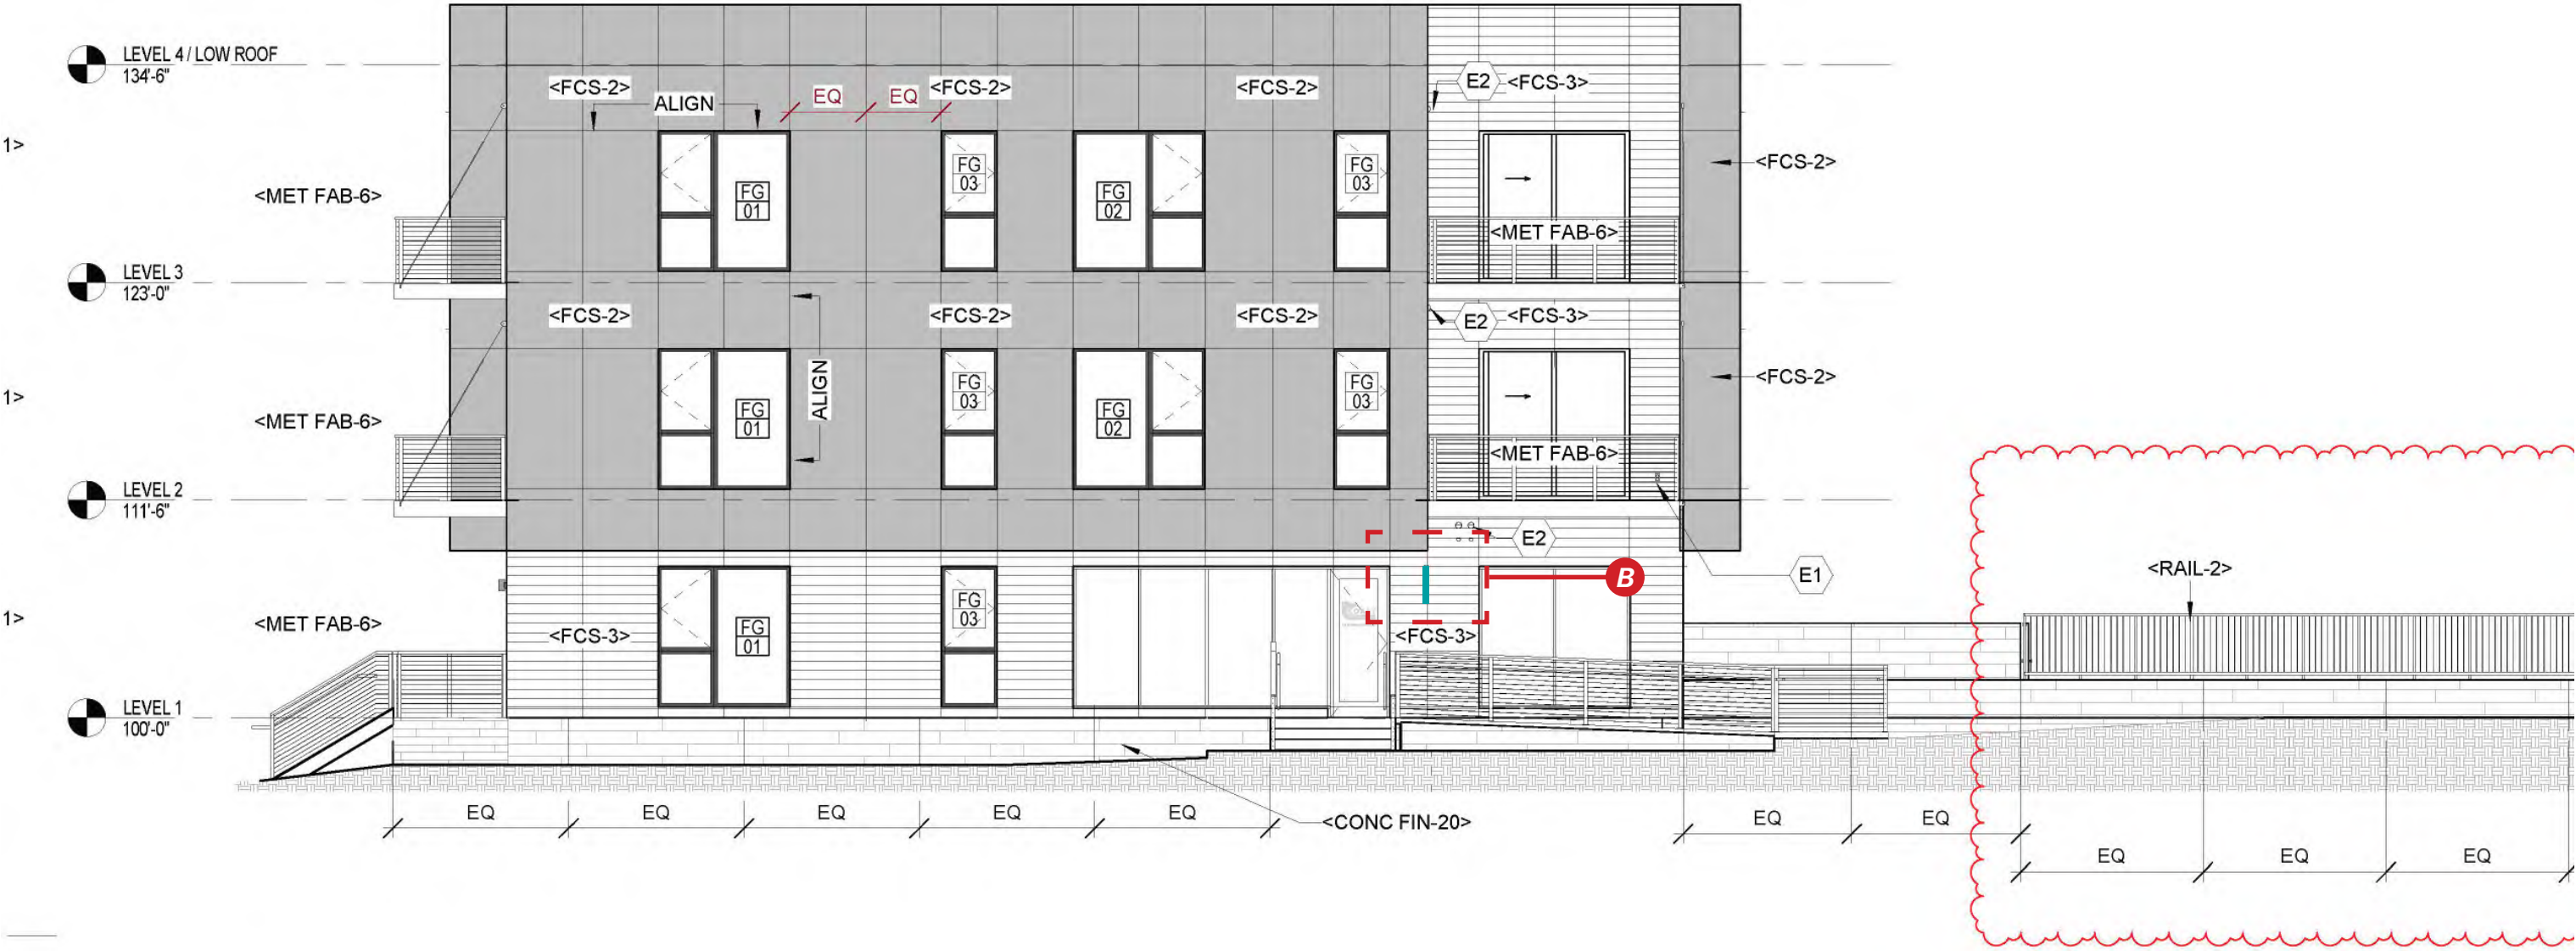 LEVEL 4 / LOW ROOF
134'-6"
<FCS-2>
ALIGN
EQ
EQ
<FCS-2>
<FCS-2>
E2
<FCS-3>
1>
<MET FAB-6>
FG
01
FG
03
FG
02
FG
03
<FCS-2>
<MET FAB-6>
LEVEL 3
123'-0"
<FCS-2>
<FCS-2>
<FCS-2>
E2
<FCS-3>
ALIGN
1>
<MET FAB-6>
FG
01
FG
03
FG
02
FG
03
<FCS-2>
<MET FAB-6>
LEVEL 2
111'-6"
E2
B
E1
<RAIL-2>
1>
<MET FAB-6>
<FCS-3>
FG
01
FG
03
<FCS-3>
LEVEL 1
100'-0"
EQ
EQ
EQ
EQ
EQ
<CONC FIN-20>
EQ
EQ
EQ
EQ
EQ